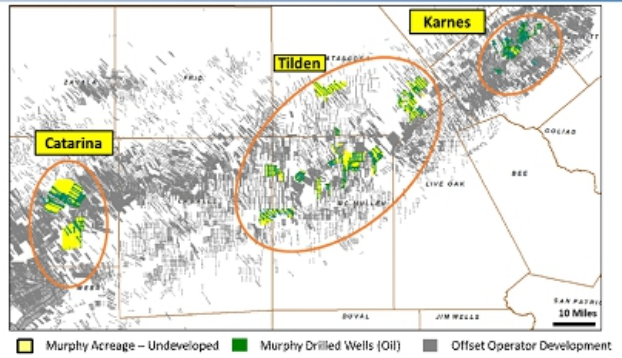 Karnes
Tilden
ATASCOSA
ZAVALA
FRIO
Catarina
GOLIAD
BEE
LIVE OAK
MC MULLEN
WEBB
DUVAL
JIM WELLS
SAN PATRIC
10 Miles
Murphy Acreage – Undeveloped
Murphy Drilled Wells (Oil)
Offset Operator Development